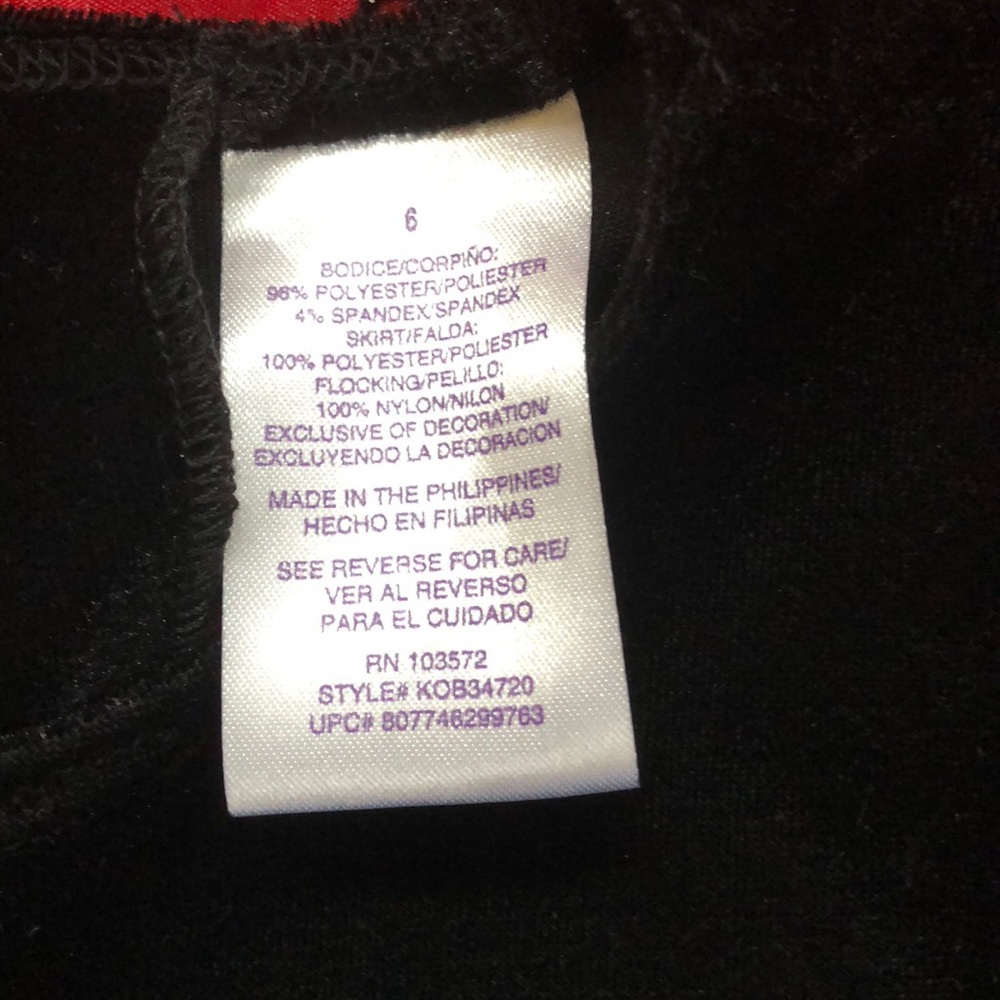 6
BODICE/CORPIÑO:
96% POLYESTER/POLIESTER
4% SPANDEX/SPANDEX
SKIRT/FALDA:
100% POLYESTER/POLIESTER
FLOCKING/PELILLO:
100% NYLON/NILON
EXCLUSIVE OF DECORATION/
EXCLUYENDO LA DECORACION
MADE IN THE PHILIPPINES/
HECHO EN FILIPINAS
SEE REVERSE FOR CARE/
VER AL REVERSO
PARA EL CUIDADO
RN 103572
STYLE# KOB34720
UPC# 807746299763